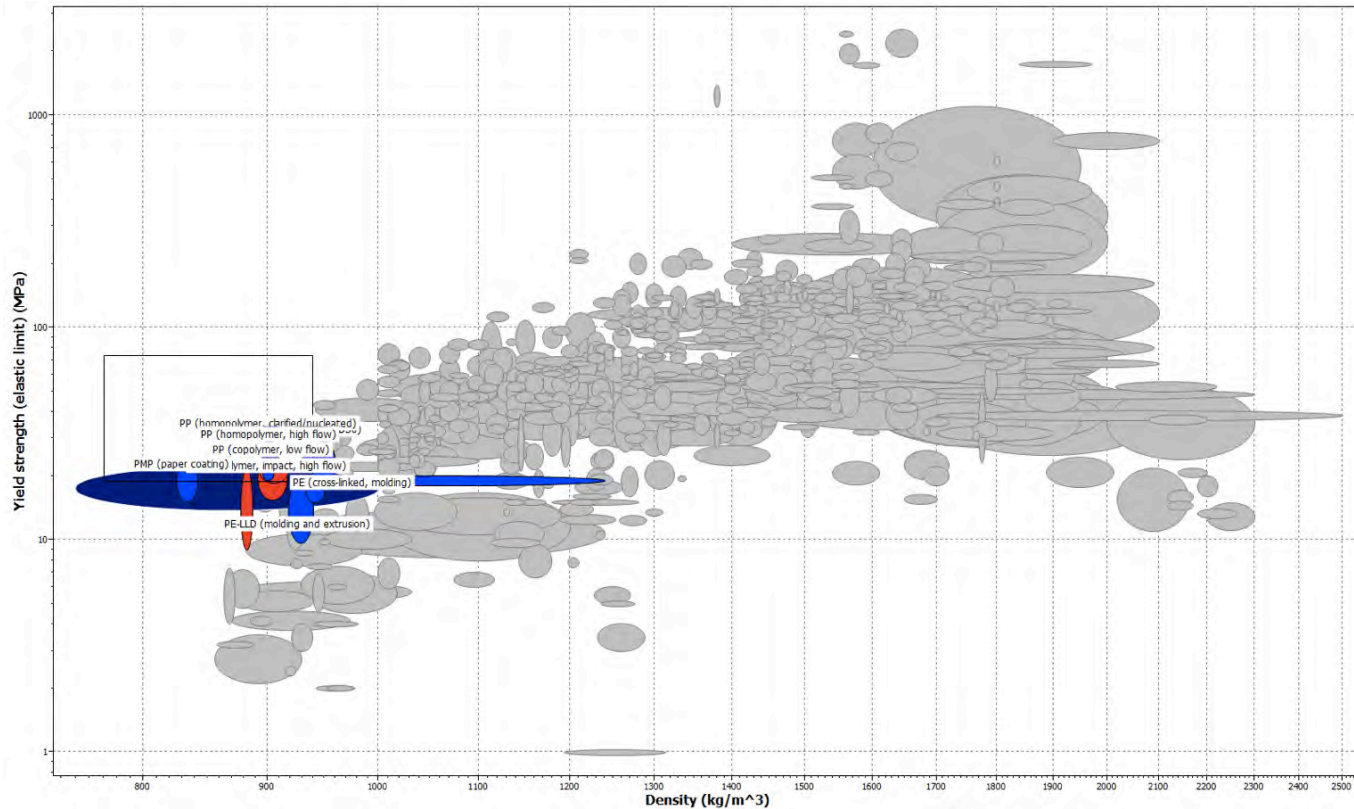 Yield strength (elastic limit) (MPa)
1000
100
10
1
PP (homopolymer, clarified/nucleated)
PP (homopolymer, high flow)
PP (copolymer, low flow)
PMP (paper coating)
lymer, impact, high flow)
PE (cross-linked, molding)
PE-LLD (molding and extrusion)
800 900 1000 1100 1200 1300 1400 1500 1600 1700 1800 1900 2000 2100 2200 2300 2400 2500
Density (kg/m^3)